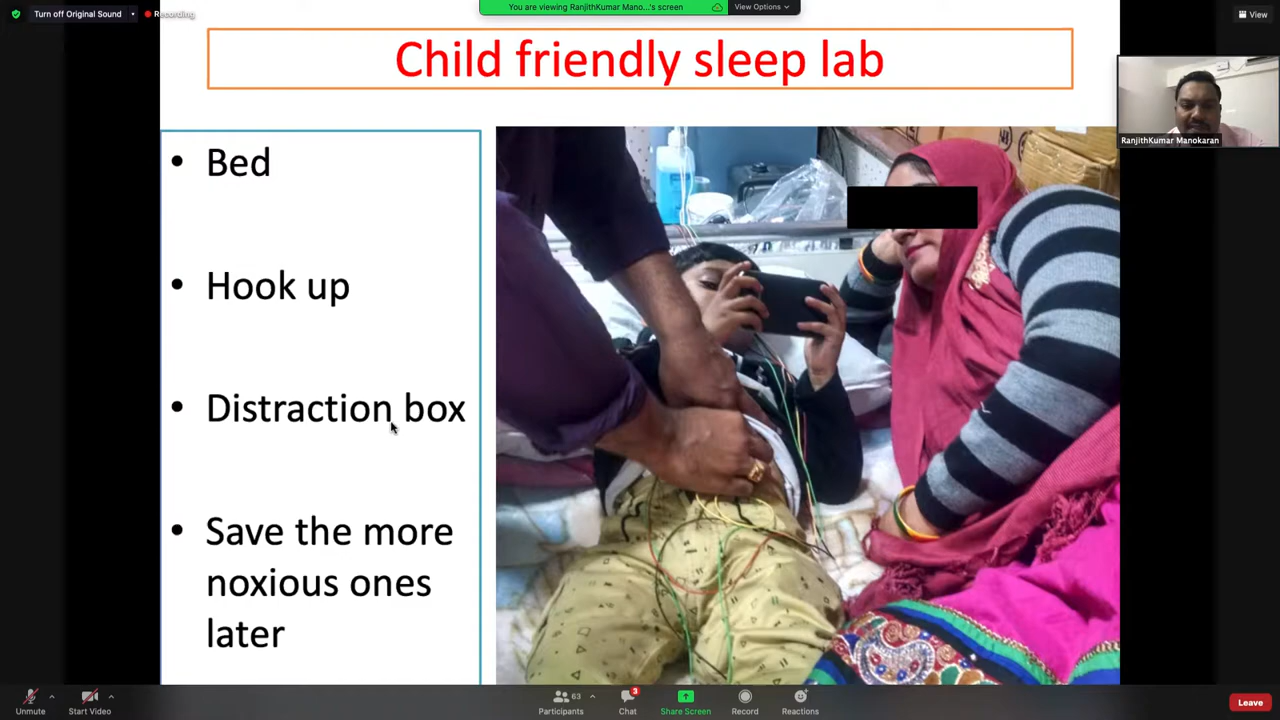 Turn off Original Sound
Recording
You are viewing RanjithKumar Mano...'s screen
View Options
View
Child friendly sleep lab
RanjithKumar Manokaran
• Bed
• Hook up
• Distraction box
• Save the more
noxious ones
later
Unmute
Start Video
63
Participants
3
Chat
Share Screen
Record
Reactions
Leave